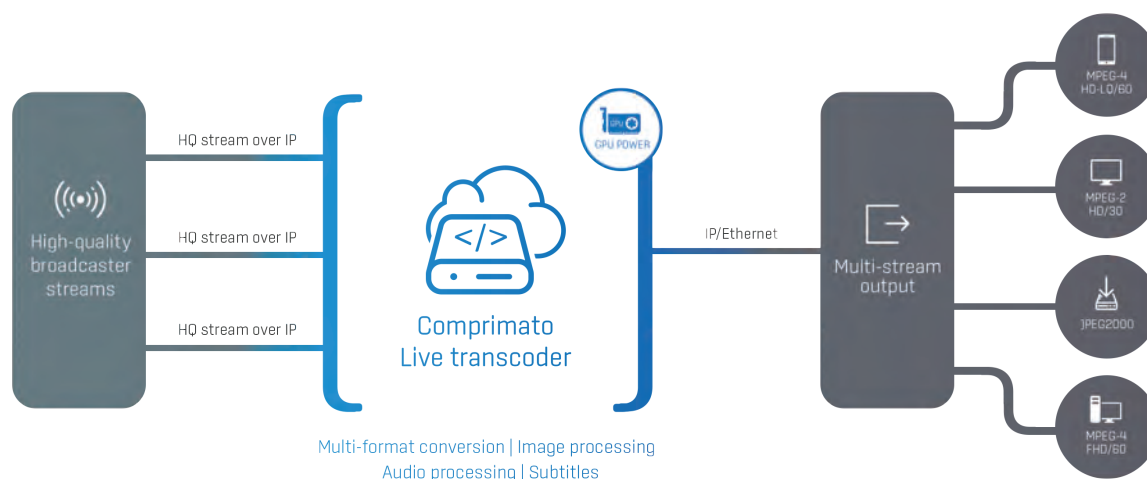 High-quality
broadcaster
streams
HQ stream over IP
HQ stream over IP
HQ stream over IP
</>
Comprimato
Live transcoder
GPU
GPU POWER
Multi-format conversion | Image processing
Audio processing | Subtitles
IP/Ethernet
Multi-stream
output
MPEG-4
HD-LQ/60
MPEG-2
HD/30
JPEG2000
MPEG-4
FHD/60